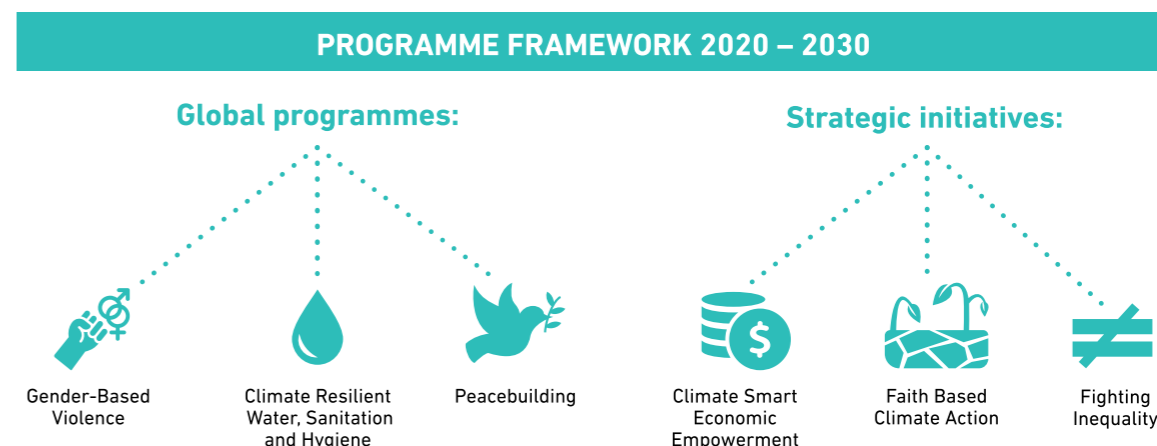 PROGRAMME FRAMEWORK 2020 – 2030
Global programmes:
Strategic initiatives:
$
Gender-Based
Violence
Climate Resilient
Water, Sanitation
and Hygiene
Peacebuilding
Climate Smart
Economic
Empowerment
Faith Based
Climate Action
Fighting
Inequality